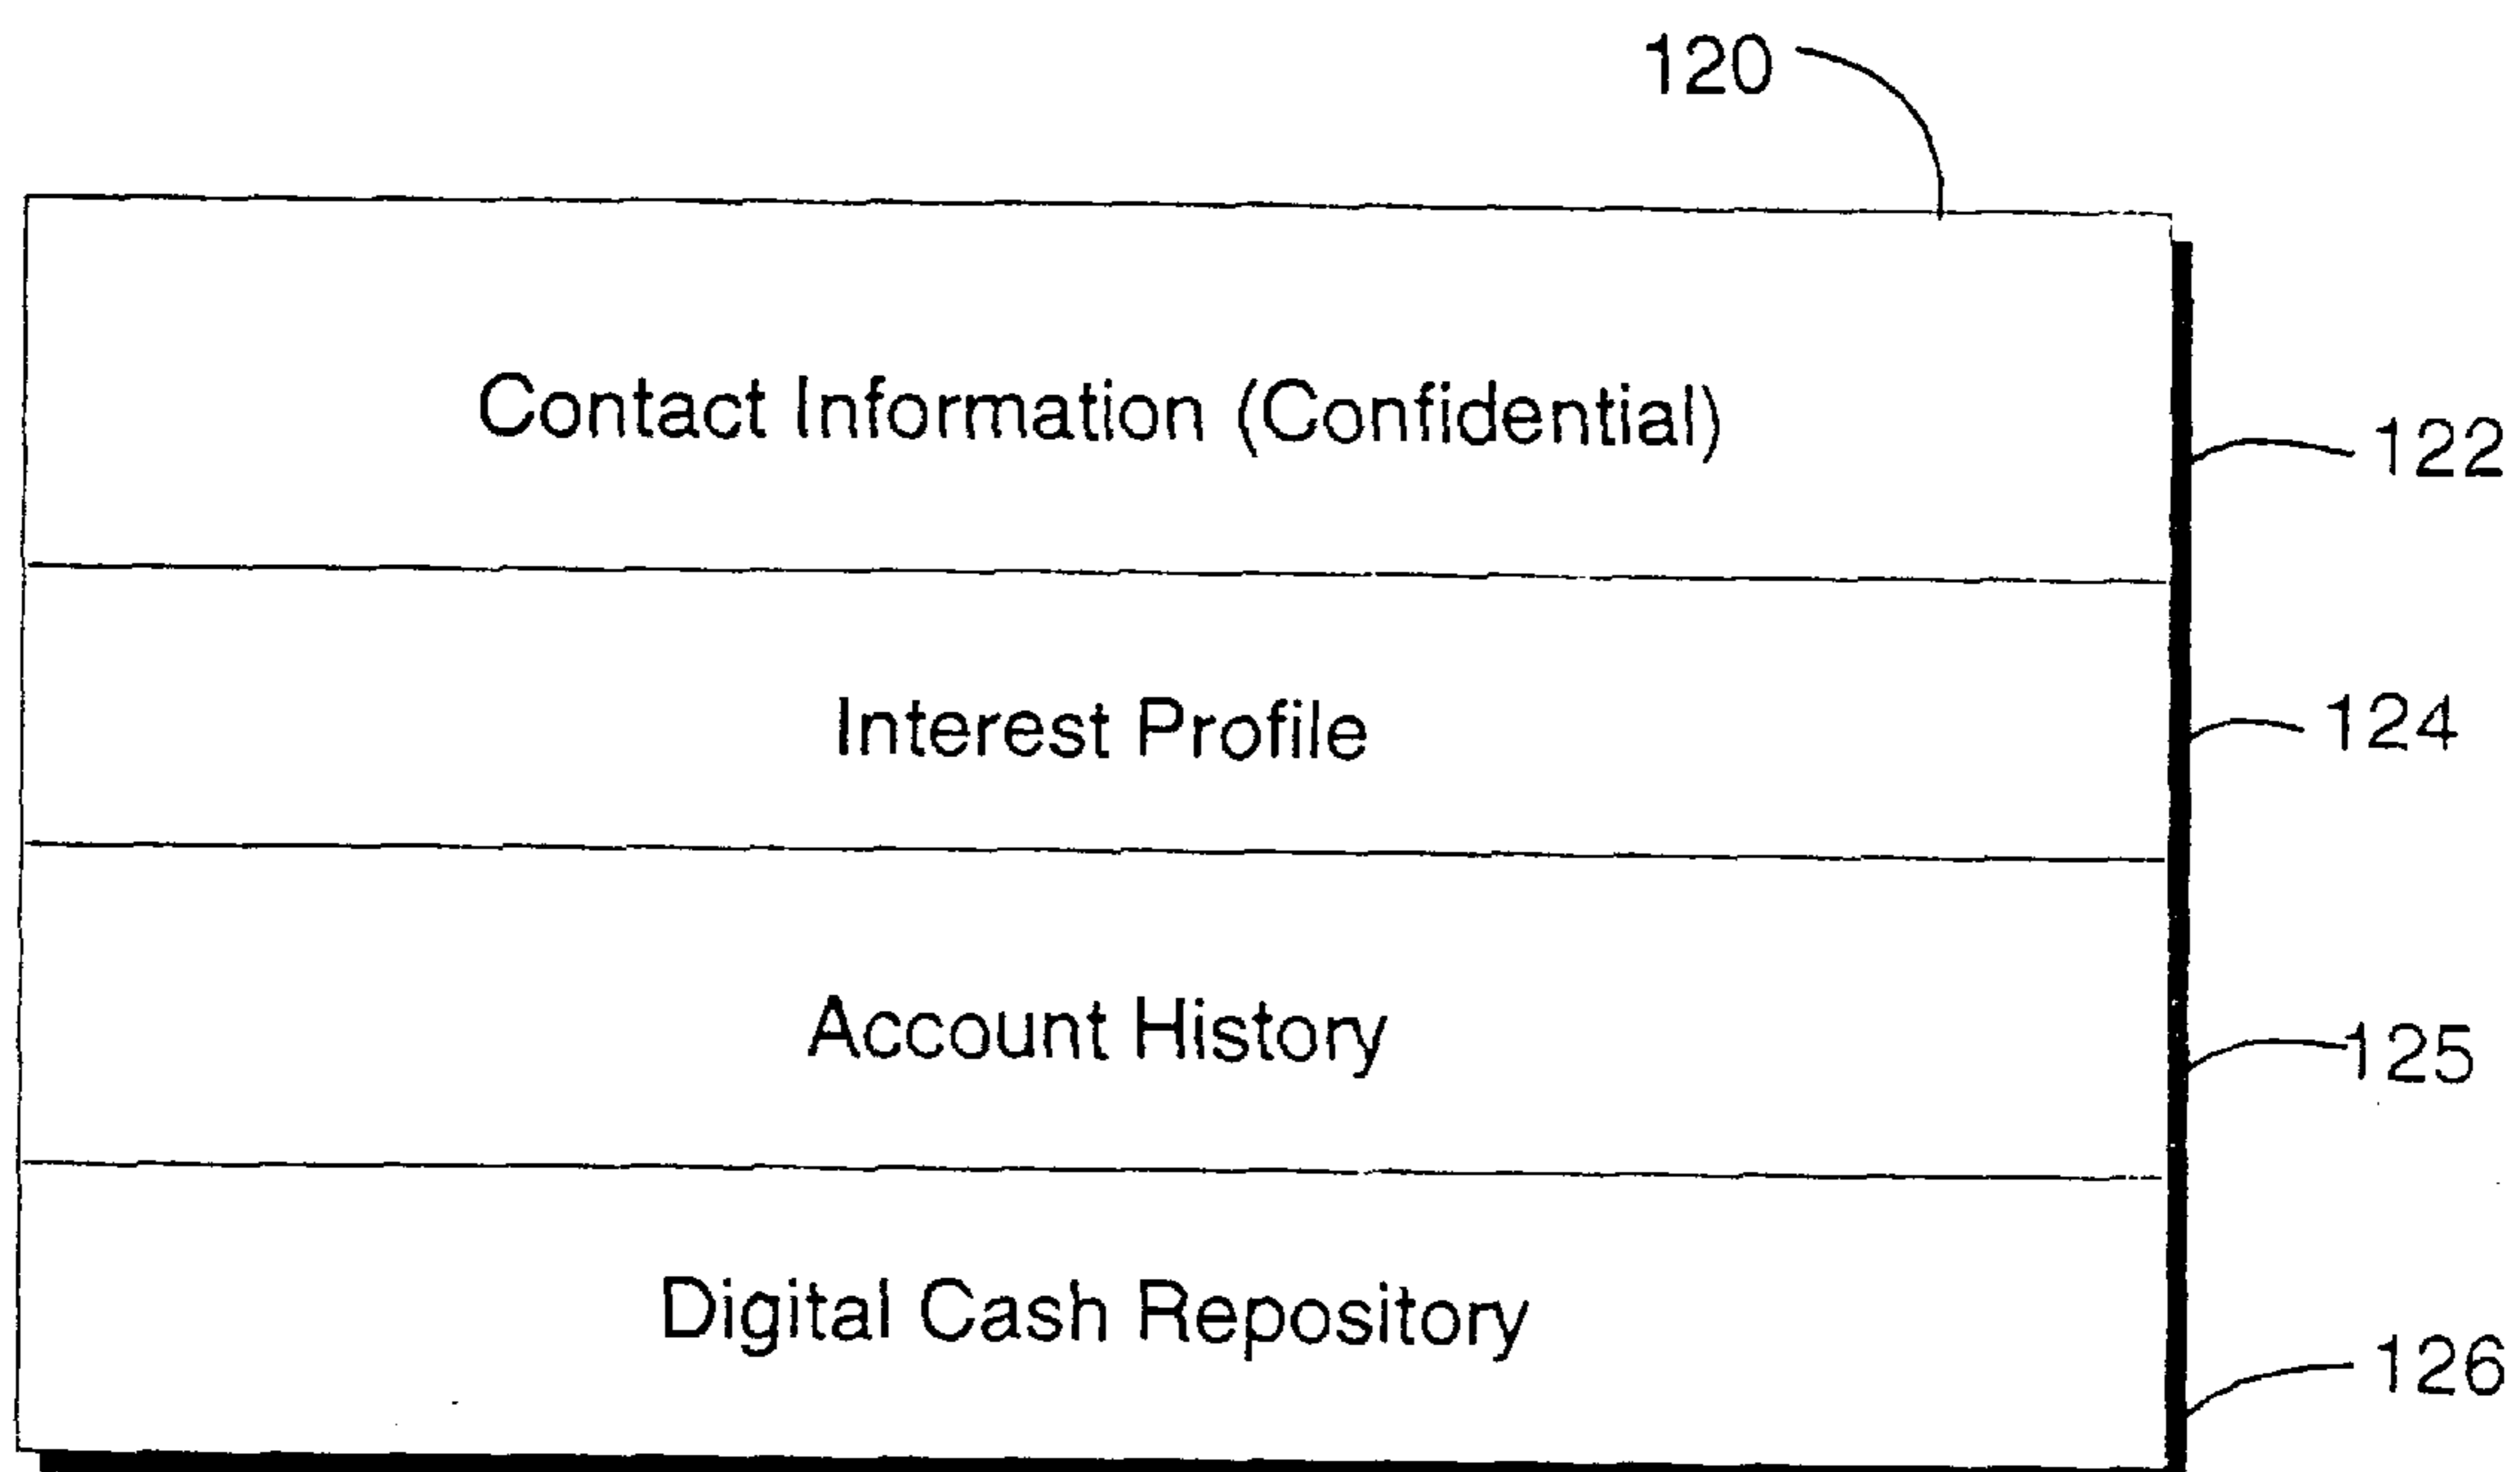 120
Contact Information (Confidential)
122
Interest Profile
124
Account History
125
Digital Cash Repository
126